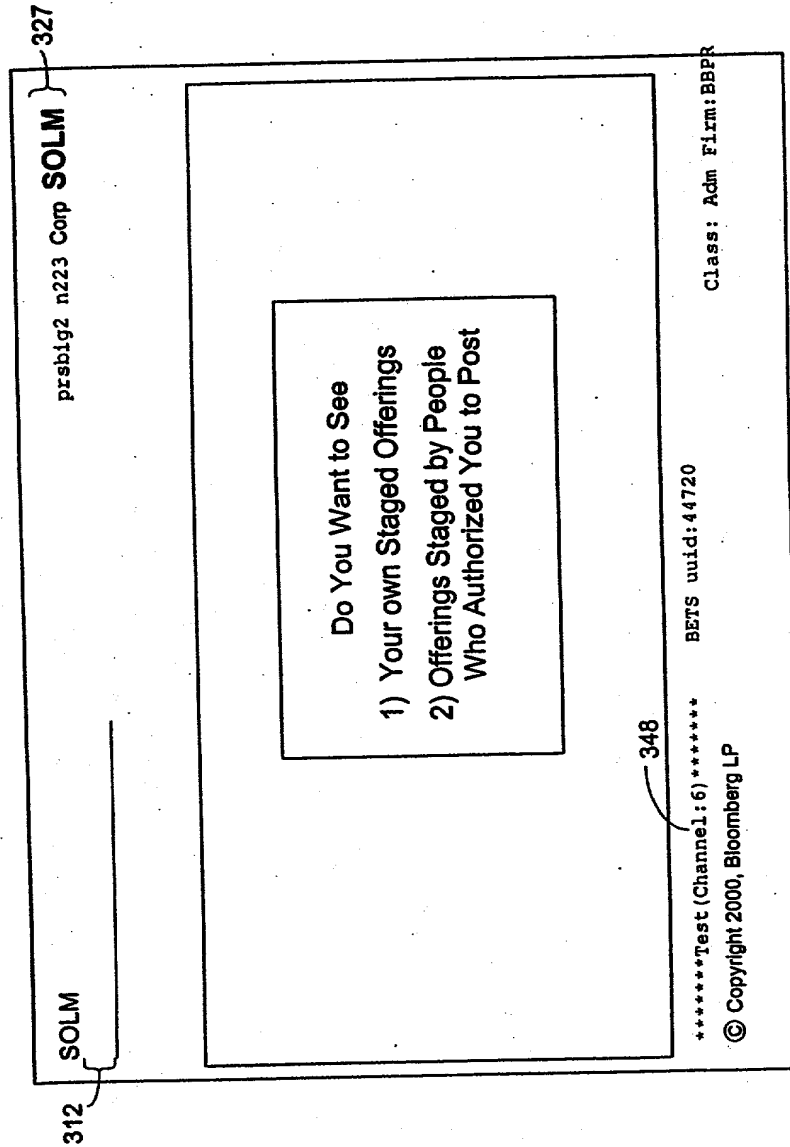 SOLM
312
prsbig2 n223 Corp SOLM
327
Do You Want to See
1) Your own Staged Offerings
2) Offerings Staged by People
Who Authorized You to Post
348
*******Test(Channel:6)******* BETS uuid:44720 Class: Adm Firm:BBPR
© Copyright 2000, Bloomberg LP